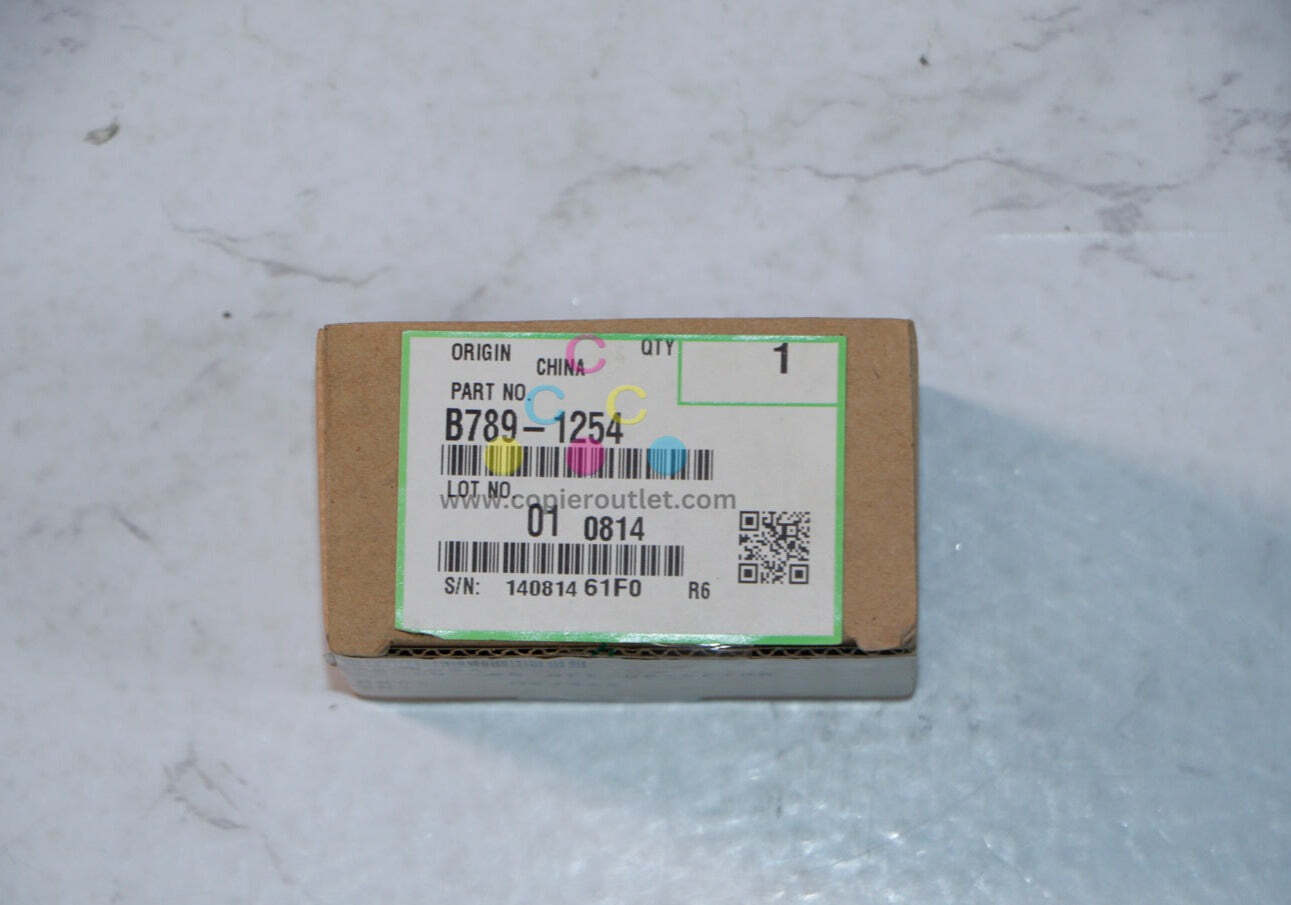 ORIGIN CHINA QTY 1
PART NO.
B789-1254
LOT NO.
www.copieroutlet.com
01 0814
S/N: 140814 61F0 R6
C
C C